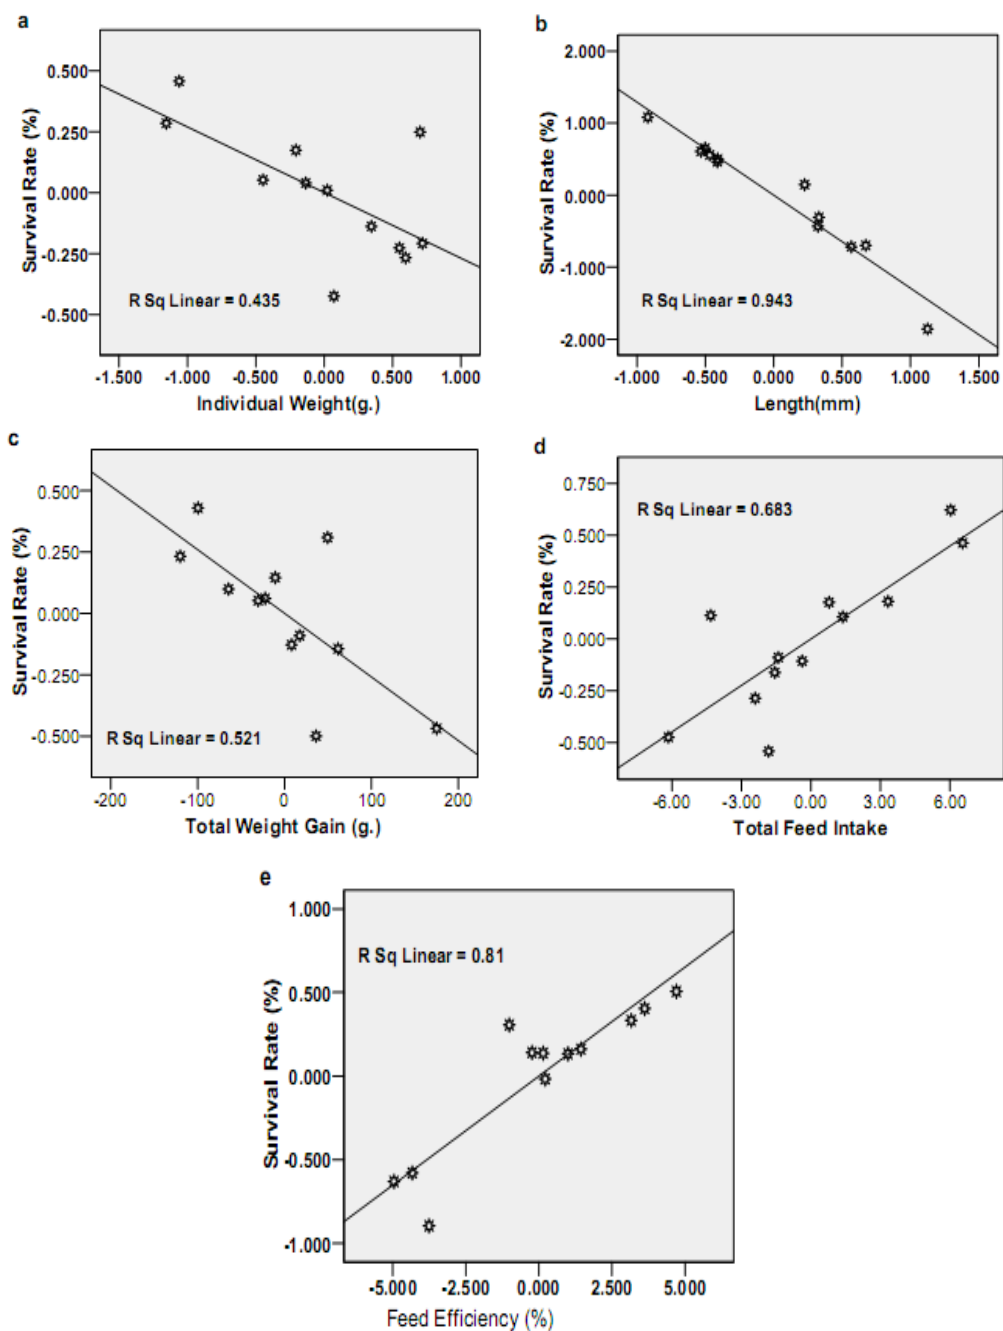 a
0.500
0.250
0.000
-0.250
-0.500
Survival Rate (%)
R Sq Linear = 0.435
-1.500 -1.000 -0.500 0.000 0.500 1.000
Individual Weight(g.)
b
2.000
1.000
0.000
-1.000
-2.000
Survival Rate (%)
R Sq Linear = 0.943
-1.000 -0.500 0.000 0.500 1.000 1.500
Length(mm)
c
0.500
0.250
0.000
-0.250
-0.500
Survival Rate (%)
R Sq Linear = 0.521
-200 -100 0 100 200
Total Weight Gain (g.)
d
0.750
0.500
0.250
0.000
-0.250
-0.500
Survival Rate (%)
R Sq Linear = 0.683
-6.00 -3.00 0.00 3.00 6.00
Total Feed Intake
e
1.000
0.500
0.000
-0.500
-1.000
Survival Rate (%)
R Sq Linear = 0.81
-5.000 -2.500 0.000 2.500 5.000
Feed Efficiency (%)